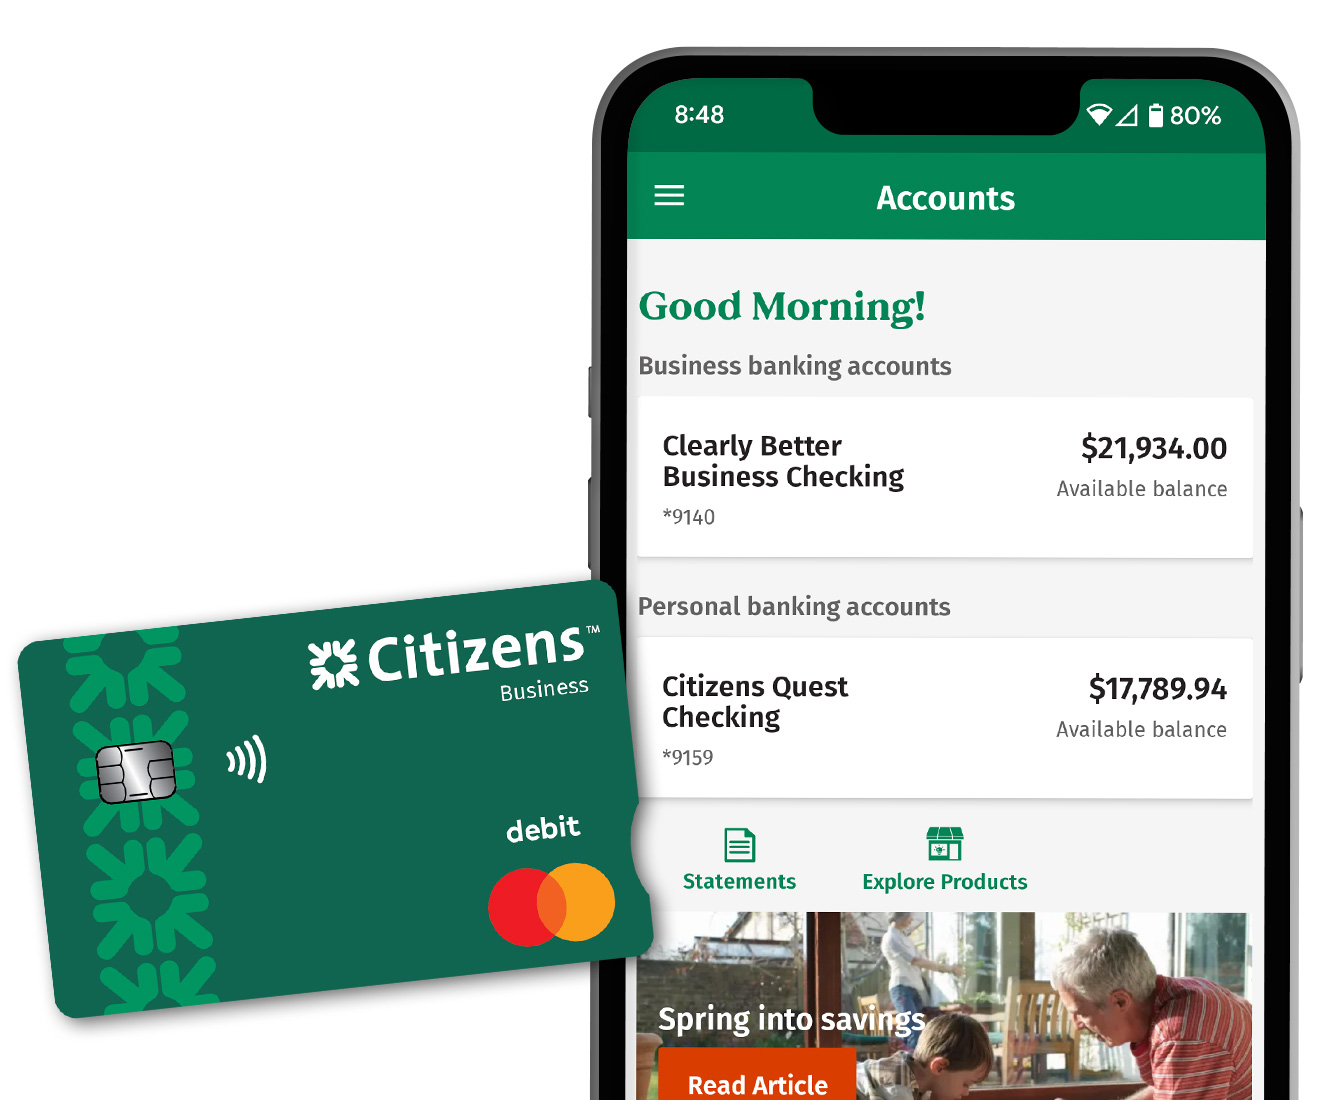 8:48
80%
Accounts
Good Morning!
Business banking accounts
Clearly Better
Business Checking
$21,934.00
Available balance
*9140
Personal banking accounts
Citizens Quest
Checking
$17,789.94
Available balance
*9159
Statements
Explore Products
Spring into savings
Read Article
Citizens™
Business
debit